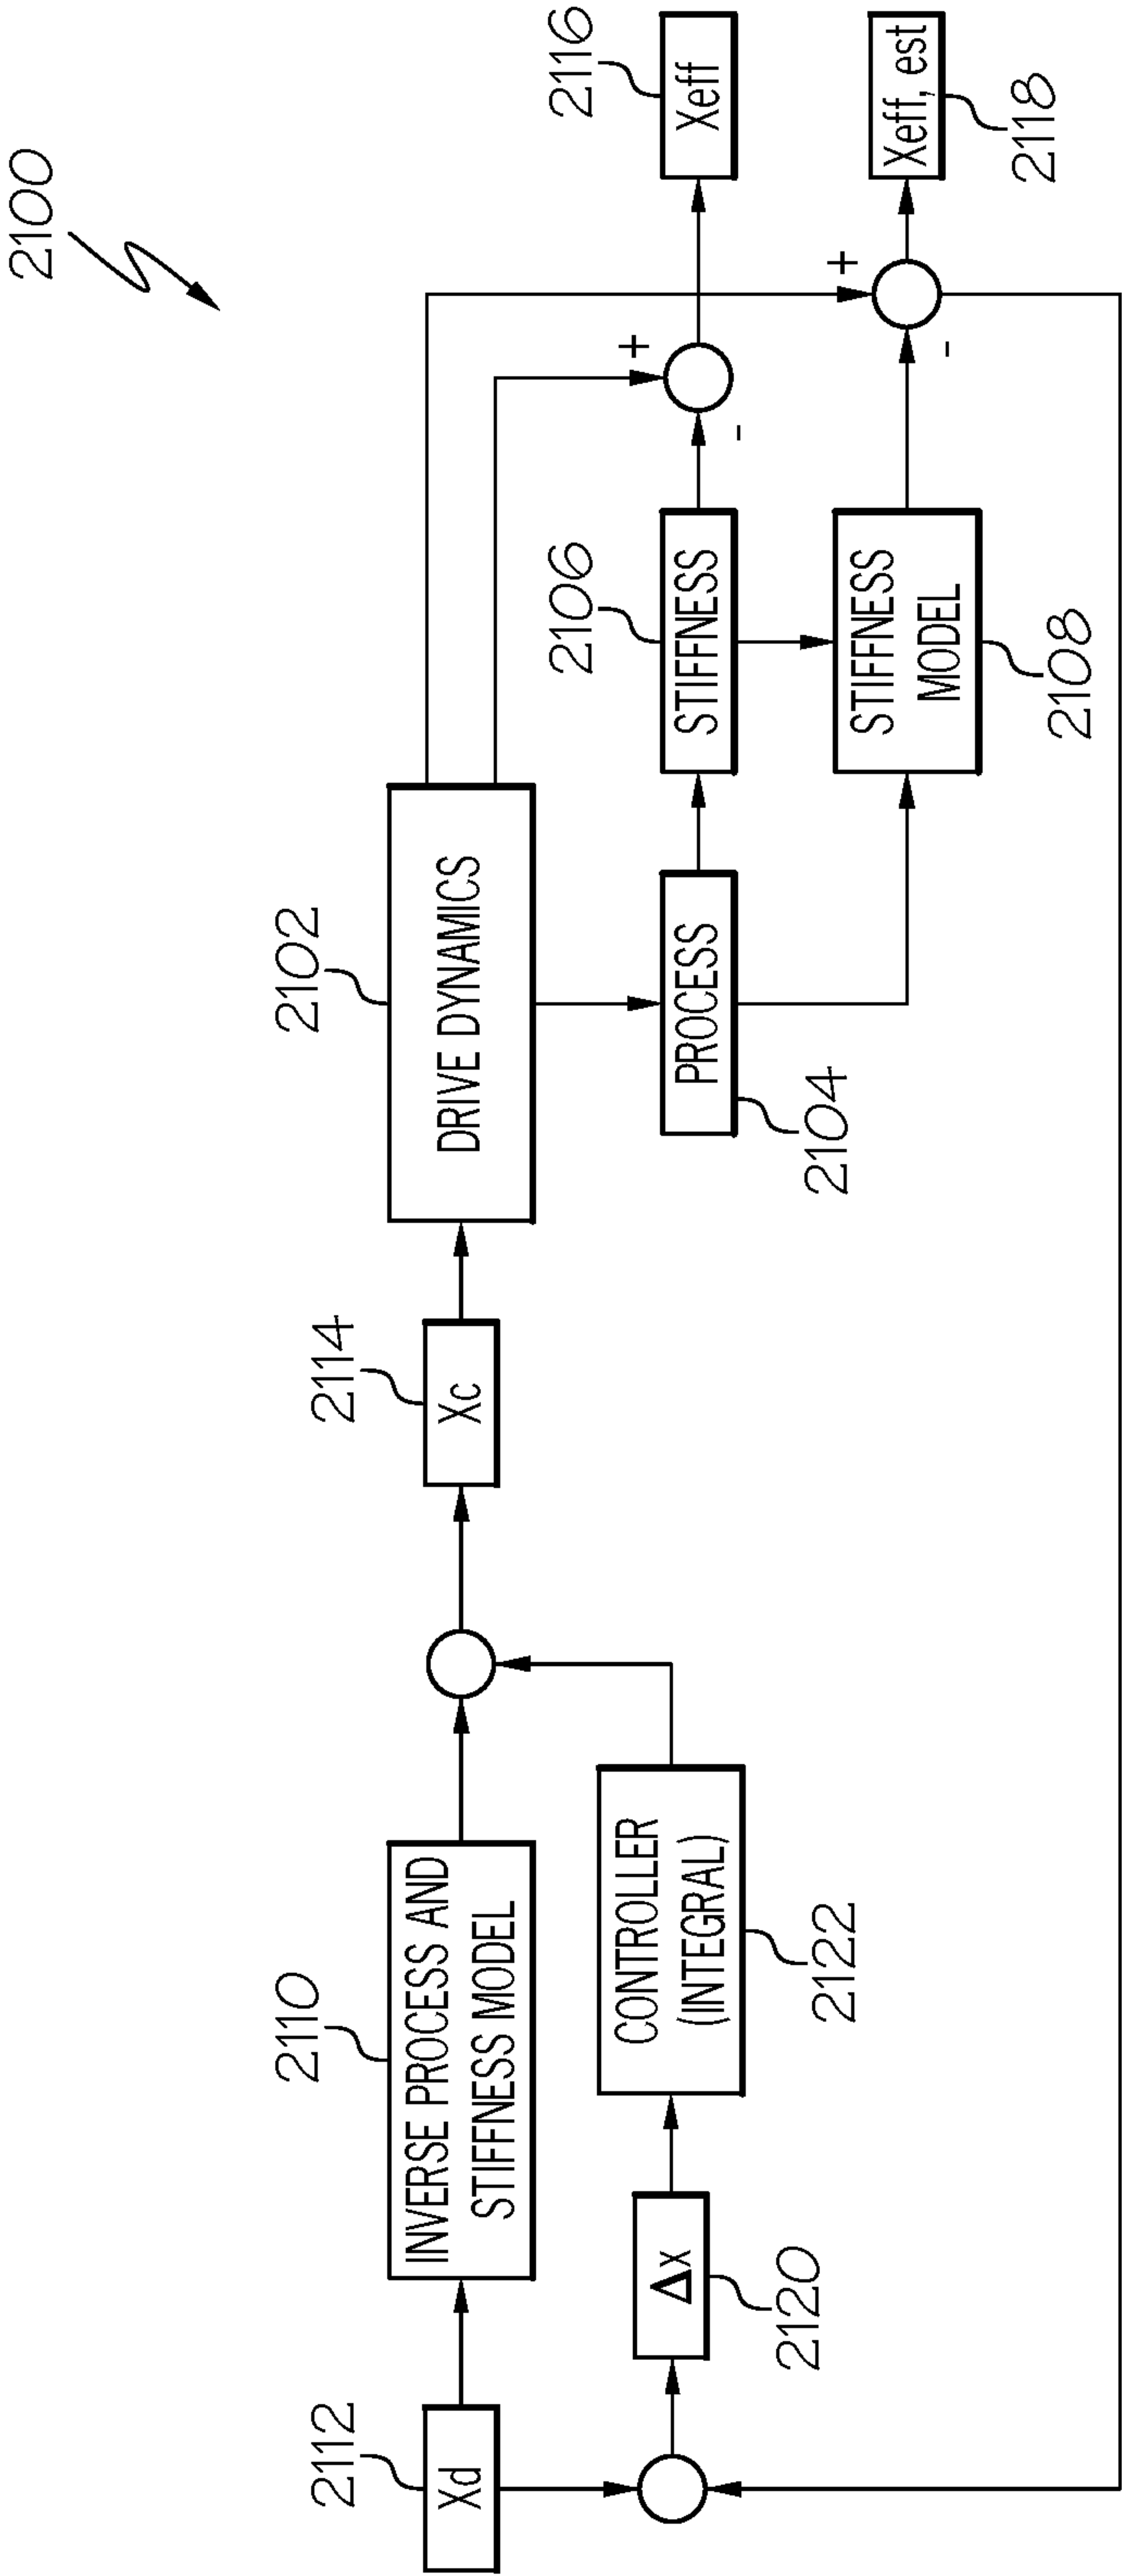 2100
2112
Xd
2110
INVERSE PROCESS AND
STIFFNESS MODEL
2114
Xc
2102
DRIVE DYNAMICS
2116
Xeff
Δx
2120
CONTROLLER
(INTEGRAL)
2122
PROCESS
2104
2106
STIFFNESS
+
-
STIFFNESS
MODEL
2108
+
-
Xeff, est
2118